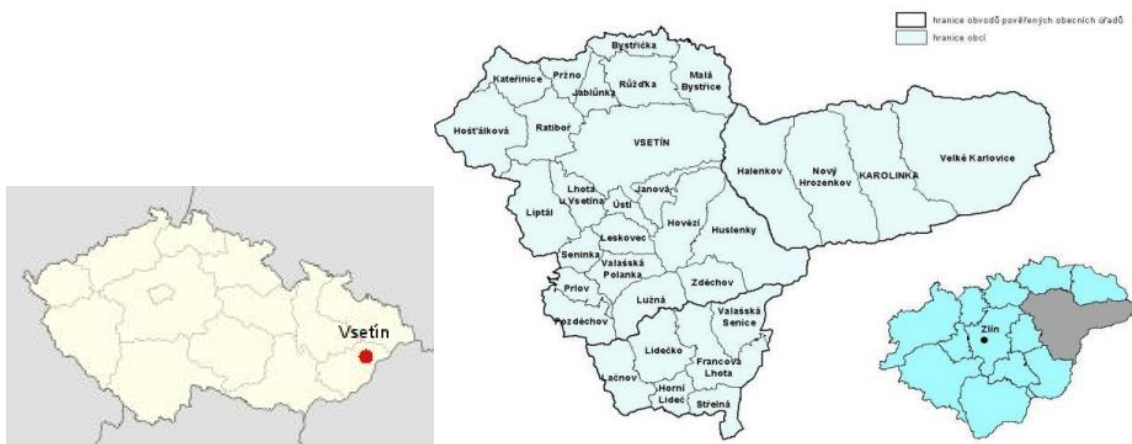 hranice obvodů pověřených obecních úřadů
hranice obcí
Bystřička
Kateřinice
Pržno
Jablůnka
Růžďka
Malá
Bystřice
Hošťálková
Ratiboř
VSETÍN
Halenkov
Nový
Hrozenkov
KAROLINKA
Velké Karlovice
Liptál
Lhota
u Vsetína
Ústí
Janová
Hovězí
Huslenky
Leskovec
Seninka
Valašská
Polanka
Zděchov
Prlov
Lužná
Pozděchov
Valašská
Senice
Lidečko
Francova
Lhota
Lačnov
Horní
Lideč
Střelná
Vsetín
Zlín